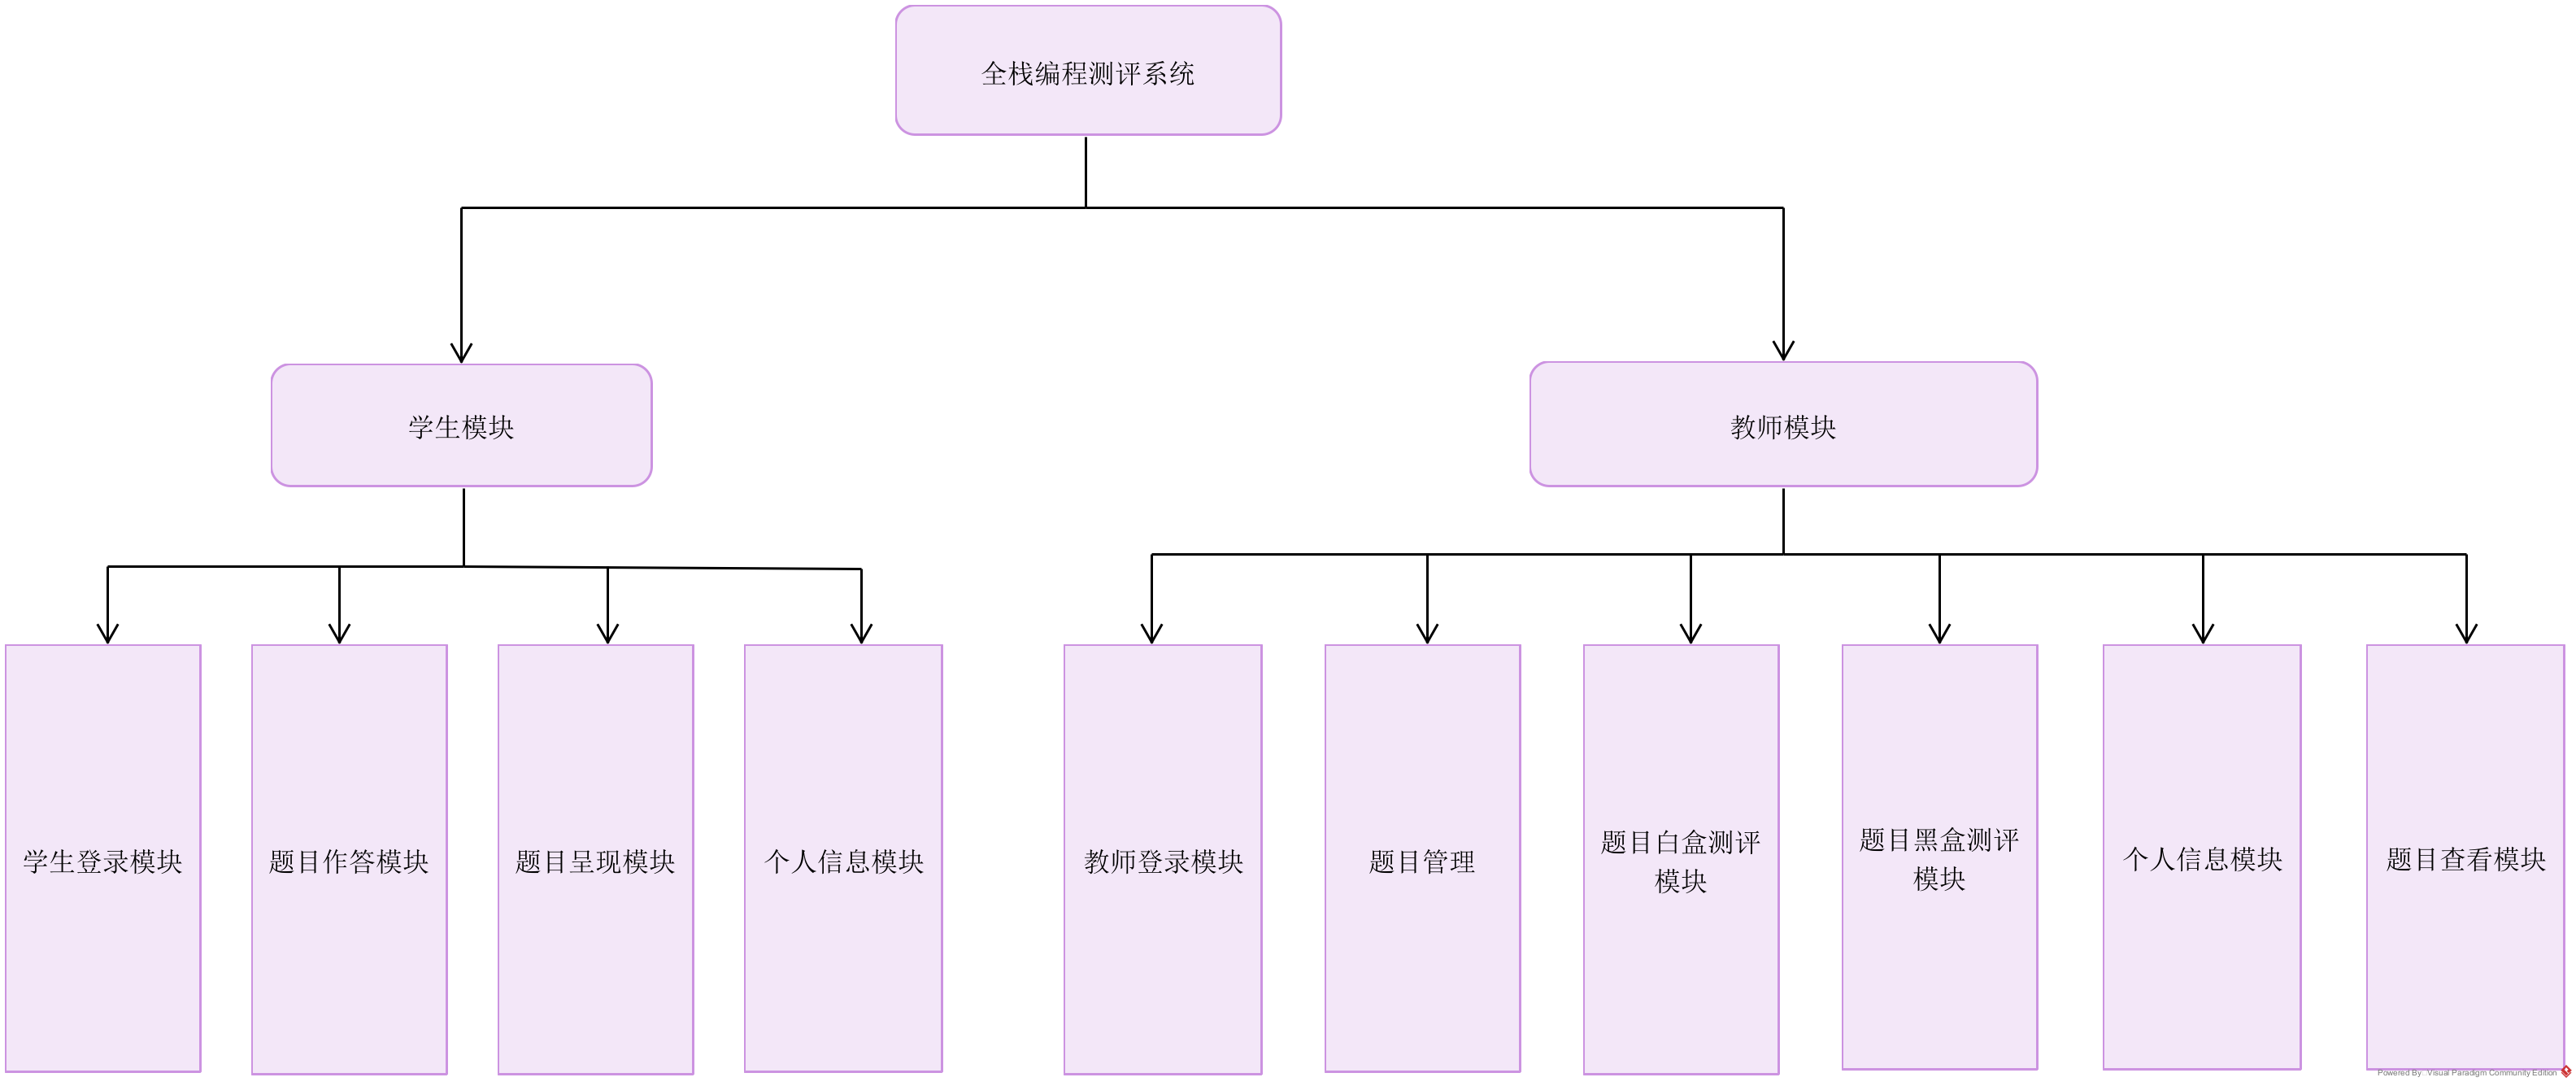 全栈编程测评系统
学生模块
教师模块
学生登录模块
题目作答模块
题目呈现模块
个人信息模块
教师登录模块
题目管理
题目白盒测评
模块
题目黑盒测评
模块
个人信息模块
题目查看模块
Powered By Visual Paradigm Community Edition